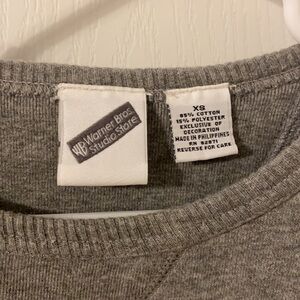 WB Warner Bros.
Studio Store
XS
85% COTTON
15% POLYESTER
EXCLUSIVE OF
DECORATION
MADE IN PHILIPPINES
RN 82871
REVERSE FOR CARE